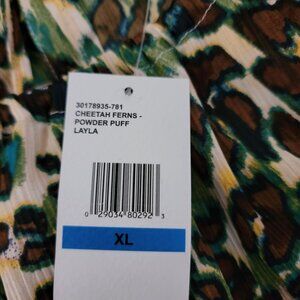 30178935-781
CHEETAH FERNS -
POWDER PUFF
LAYLA
0 29034 80292 3
XL